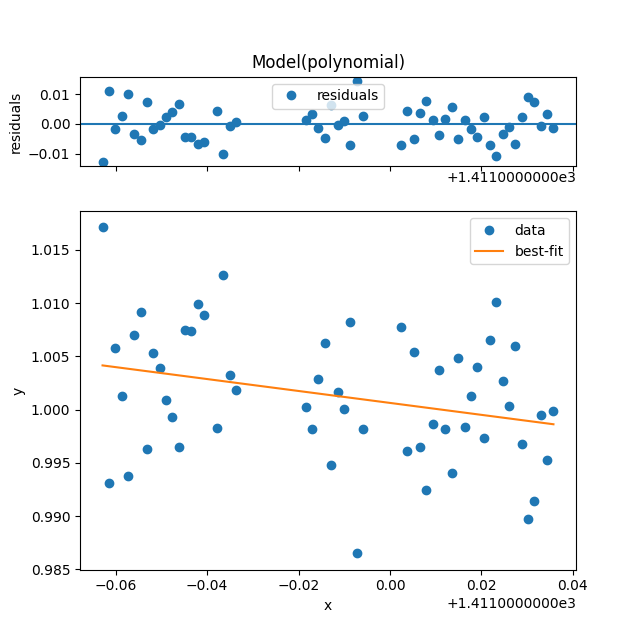 Model(polynomial)
residuals
0.01
0.00
−0.01
residuals
+1.4110000000e3
1.015
1.010
1.005
1.000
0.995
0.990
0.985
y
data
best-fit
−0.06
−0.04
−0.02
0.00
0.02
0.04
x
+1.4110000000e3